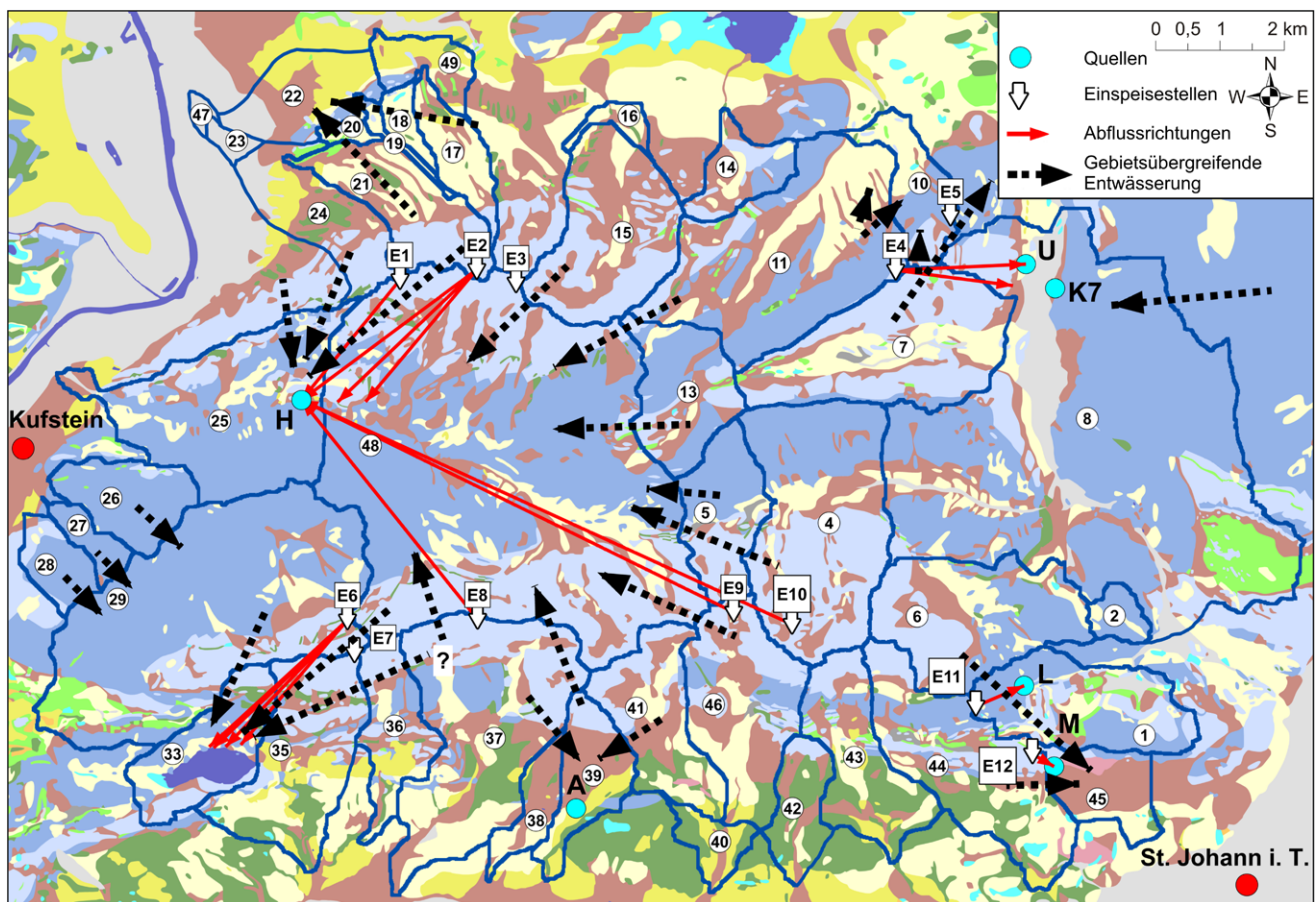 0 0,5 1 2 km
Quellen
N
W E
S
Einspeisestellen
Abflussrichtungen
Gebietsübergreifende
Entwässerung
49
22
47
23
20
18
19
17
21
24
16
14
15
10
E5
11
E1
E2
E3
E4
U
K7
7
13
8
Kufstein
25
H
48
26
27
28
29
5
4
E6
E7
E8
E9
E10
6
2
?
E11
L
M
1
33
35
36
37
41
46
39
A
38
40
42
43
44
E12
45
St. Johann i. T.